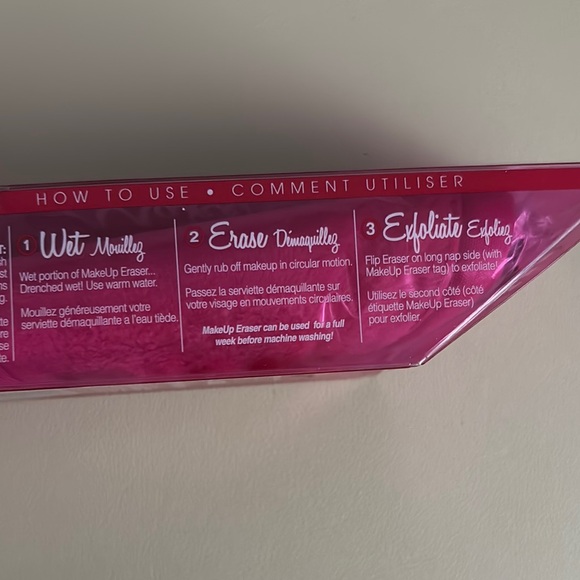 HOW TO USE • COMMENT UTILISER
1 Wet Mouillez
Wet portion of MakeUp Eraser...
Drenched wet! Use warm water.
Mouillez généreusement votre
serviette démaquillante a l'eau tiède.
2 Erase Démaquillez
Gently rub off makeup in circular motion.
Passez la serviette démaquillante sur
votre visage en mouvements circulaires.
MakeUp Eraser can be used for a full
week before machine washing!
3 Exfoliate Exfoliez
Flip Eraser on long nap side (with
MakeUp Eraser tag) to exfoliate!
Utilisez le second côté (côté
étiquette MakeUp Eraser)
pour exfolier.